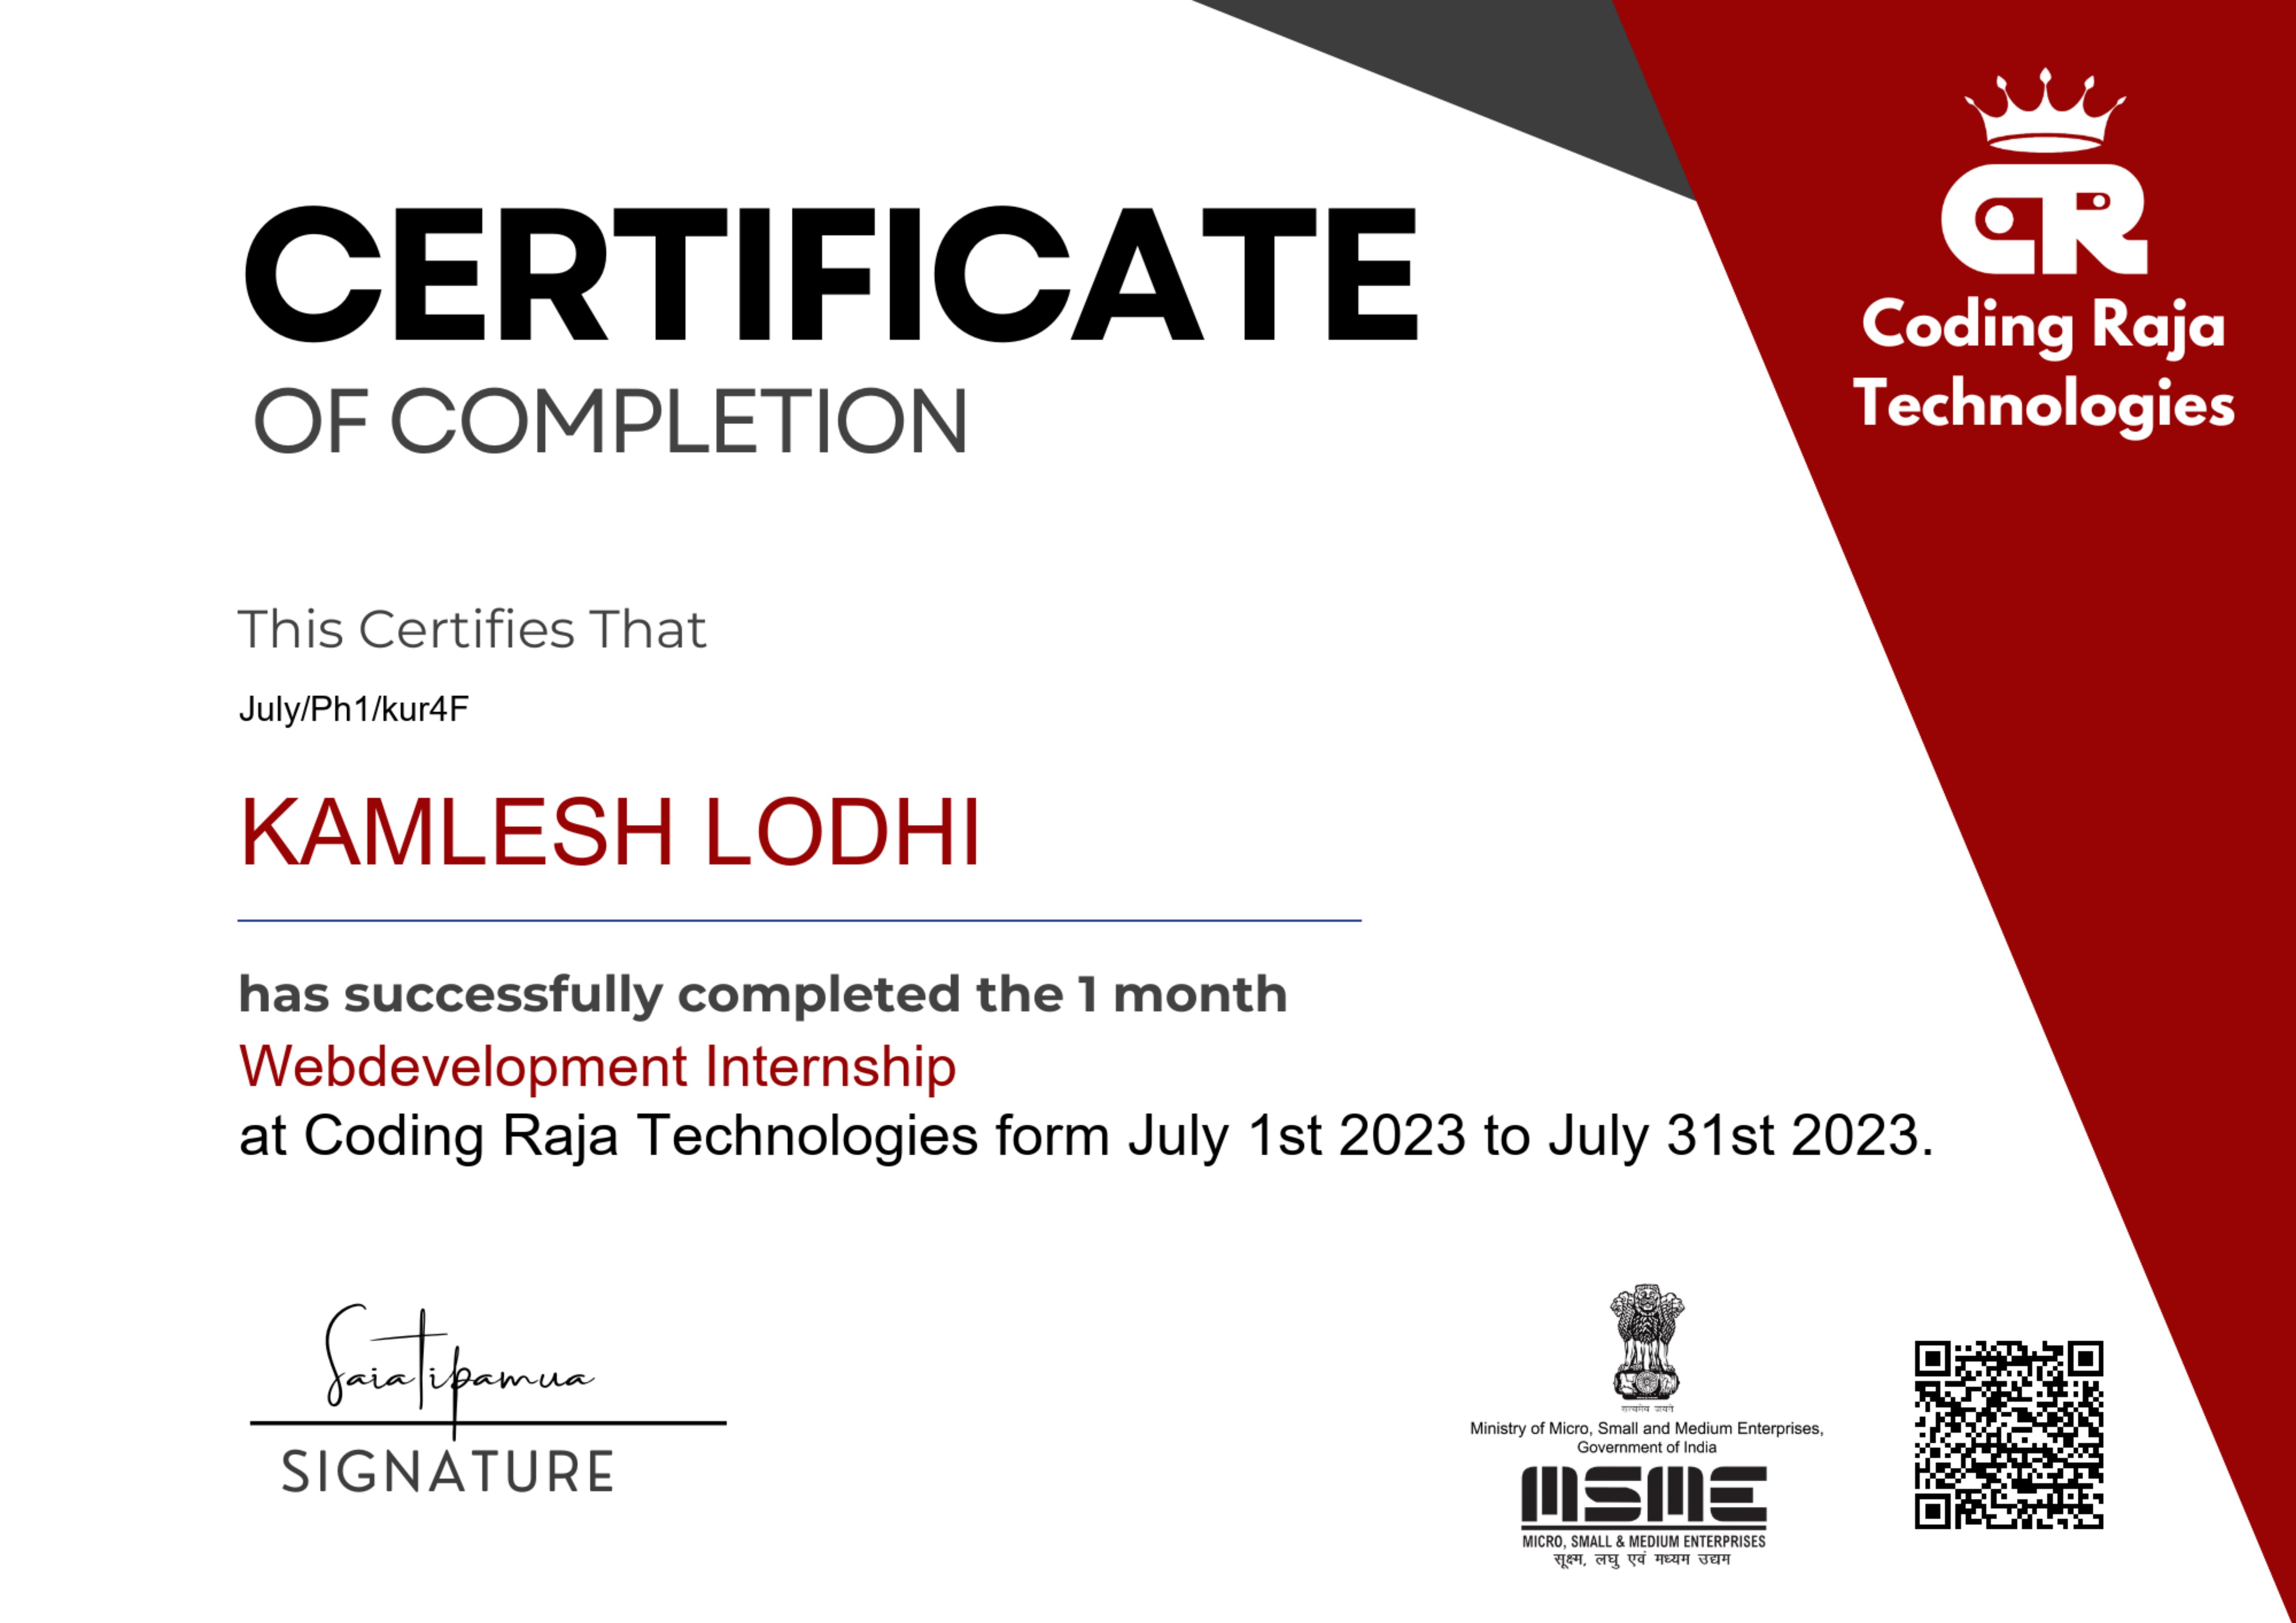 CERTIFICATE
OF COMPLETION
CR
Coding Raja
Technologies
This Certifies That
July/Ph1/kur4F
KAMLESH LODHI
has successfully completed the 1 month
Webdevelopment Internship
at Coding Raja Technologies form July 1st 2023 to July 31st 2023.
Saiatipamua
SIGNATURE
सत्यमेव जयते
Ministry of Micro, Small and Medium Enterprises,
Government of India
MSME
MICRO, SMALL & MEDIUM ENTERPRISES
सूक्ष्म, लघु एवं मध्यम उद्यम